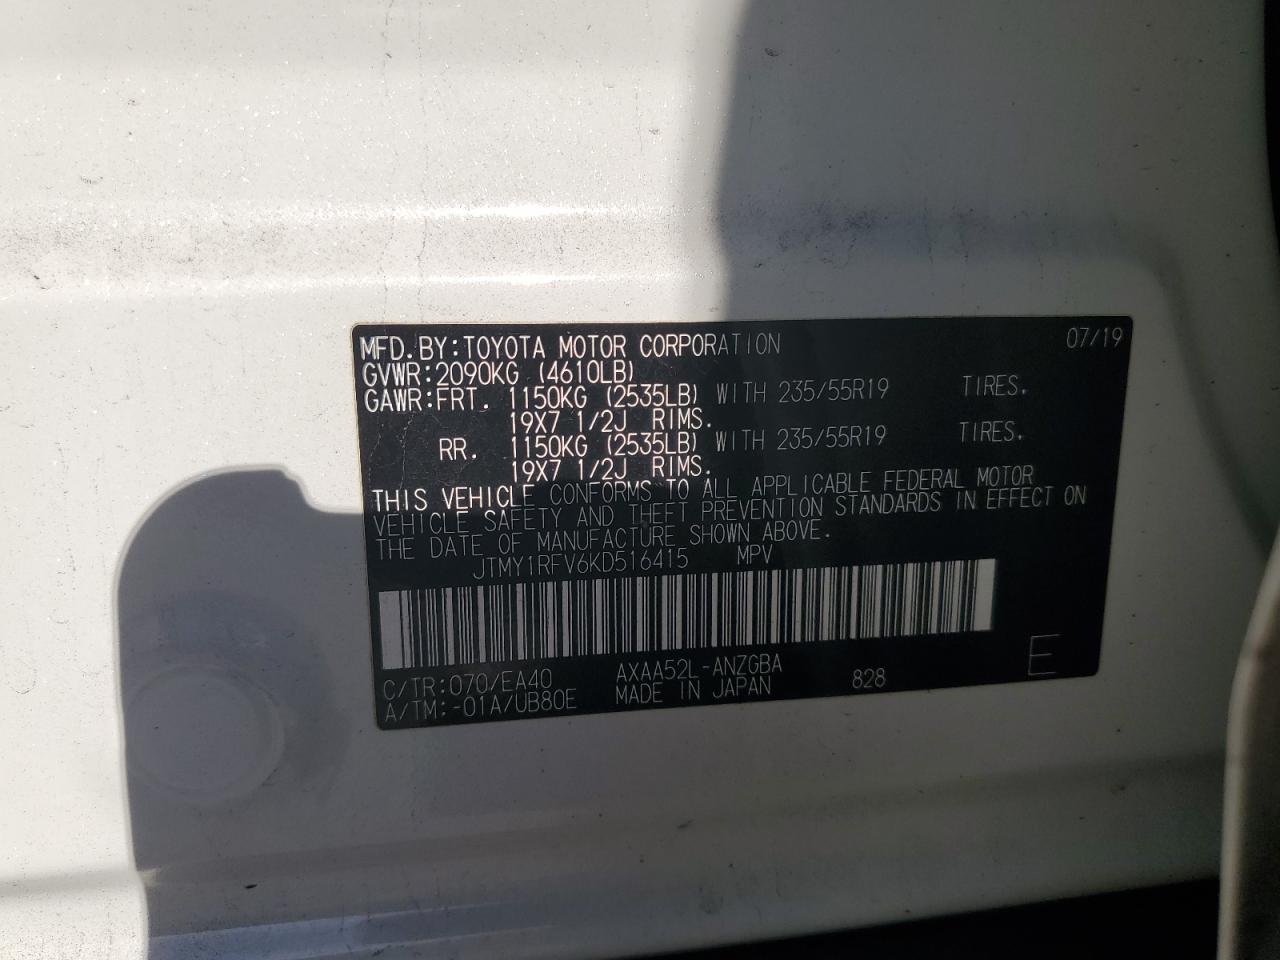 MFD.BY:TOYOTA MOTOR CORPORATION 07/19
GVWR:2090KG (4610LB)
GAWR:FRT. 1150KG (2535LB) WITH 235/55R19 TIRES.
19X7 1/2J RIMS.
RR. 1150KG (2535LB) WITH 235/55R19 TIRES.
19X7 1/2J RIMS.
THIS VEHICLE CONFORMS TO ALL APPLICABLE FEDERAL MOTOR
VEHICLE SAFETY AND THEFT PREVENTION STANDARDS IN EFFECT ON
THE DATE OF MANUFACTURE SHOWN ABOVE.
JTMY1RFV6KD516415 MPV
C/TR:070/EA40 AXAA52L-ANZGBA
A/TM:-01A/UB80E MADE IN JAPAN 828 E